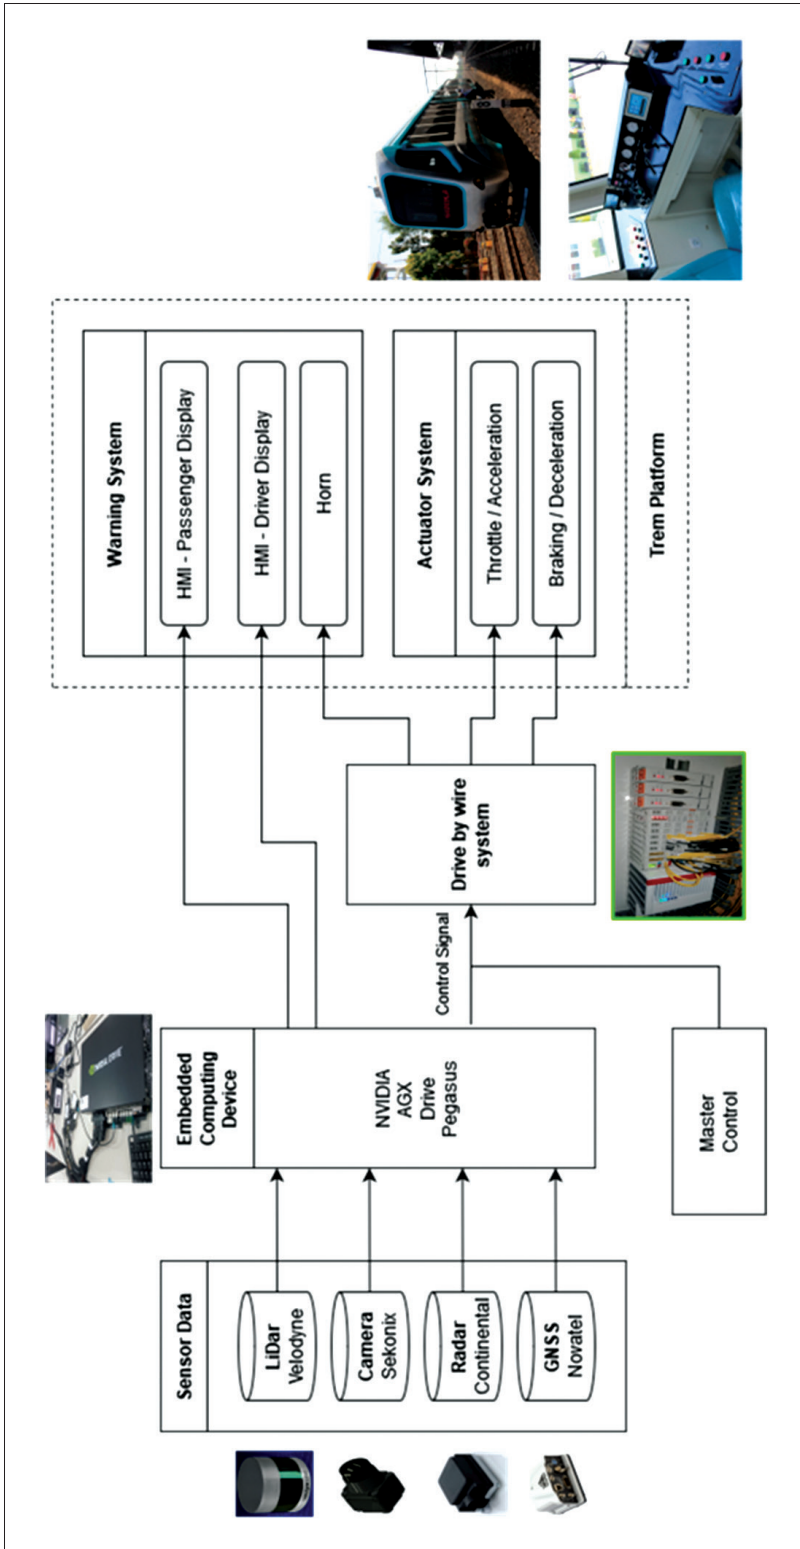 Sensor Data
LiDar
Velodyne
Camera
Sekonix
Radar
Continental
GNSS
Novatel
Embedded
Computing
Device
NVIDIA
AGX
Drive
Pegasus
Master
Control
Control Signal
Drive by wire
system
Warning System
HMI - Passenger Display
HMI - Driver Display
Horn
Actuator System
Throttle / Acceleration
Braking / Deceleration
Trem Platform